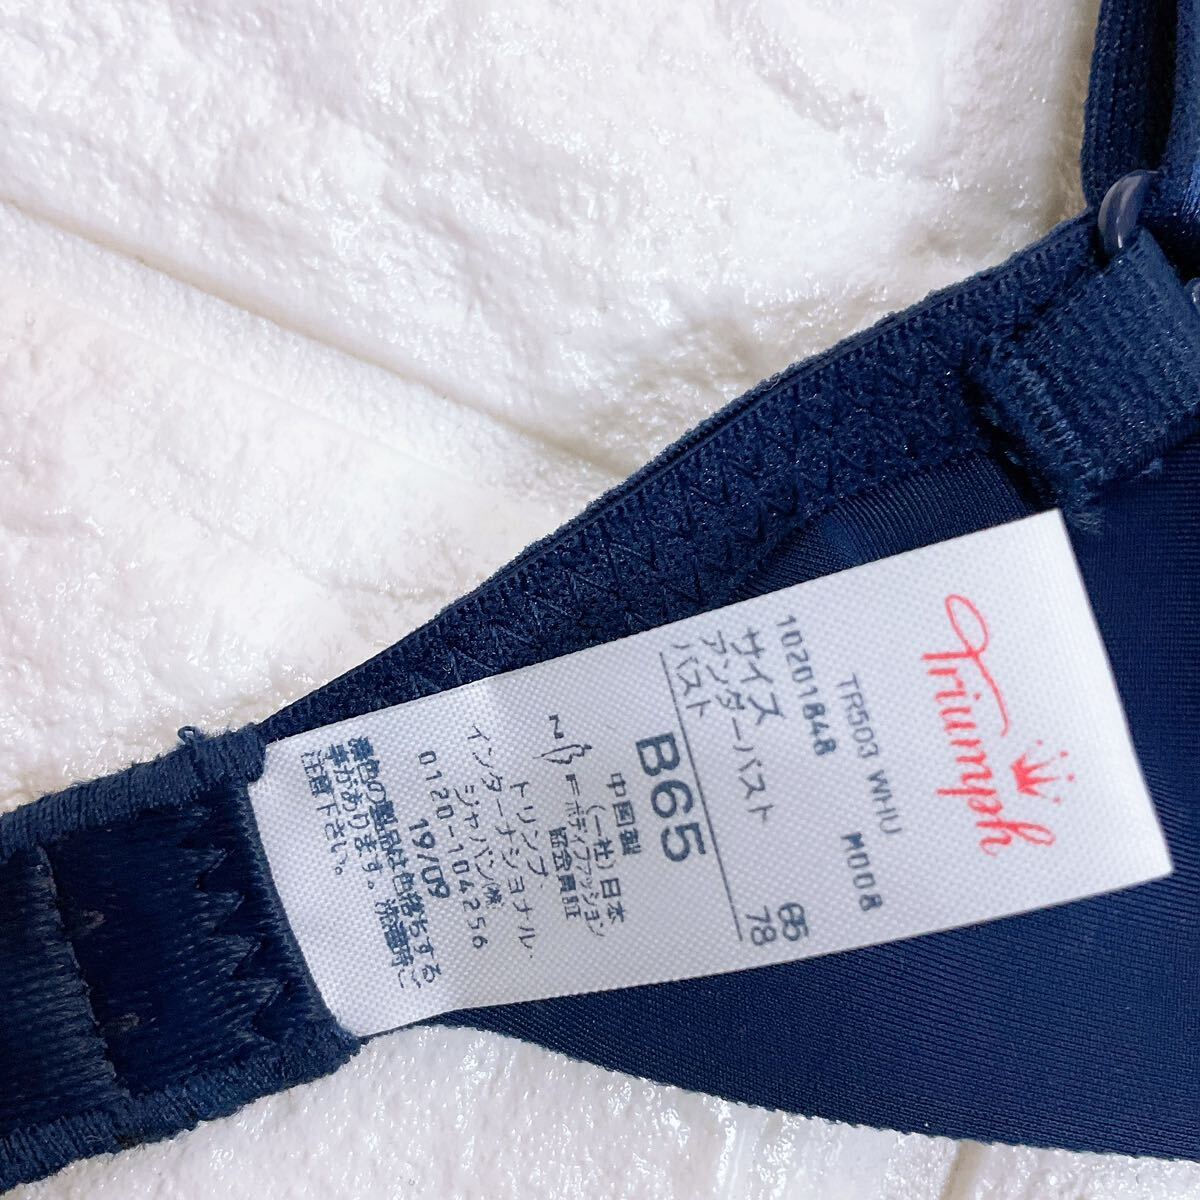 Triumph
TR503 WHU M008
10201848
サイズ
アンダーバスト 65
バスト 78
B65
中国製
(一社)日本
ボディファッション
協会員証
トリンプ・
インターナショナル・
ジャパン(株)
0120-104256
19/09
濃色の製品は色落ちする
事があります。洗濯時ご
注意下さい。